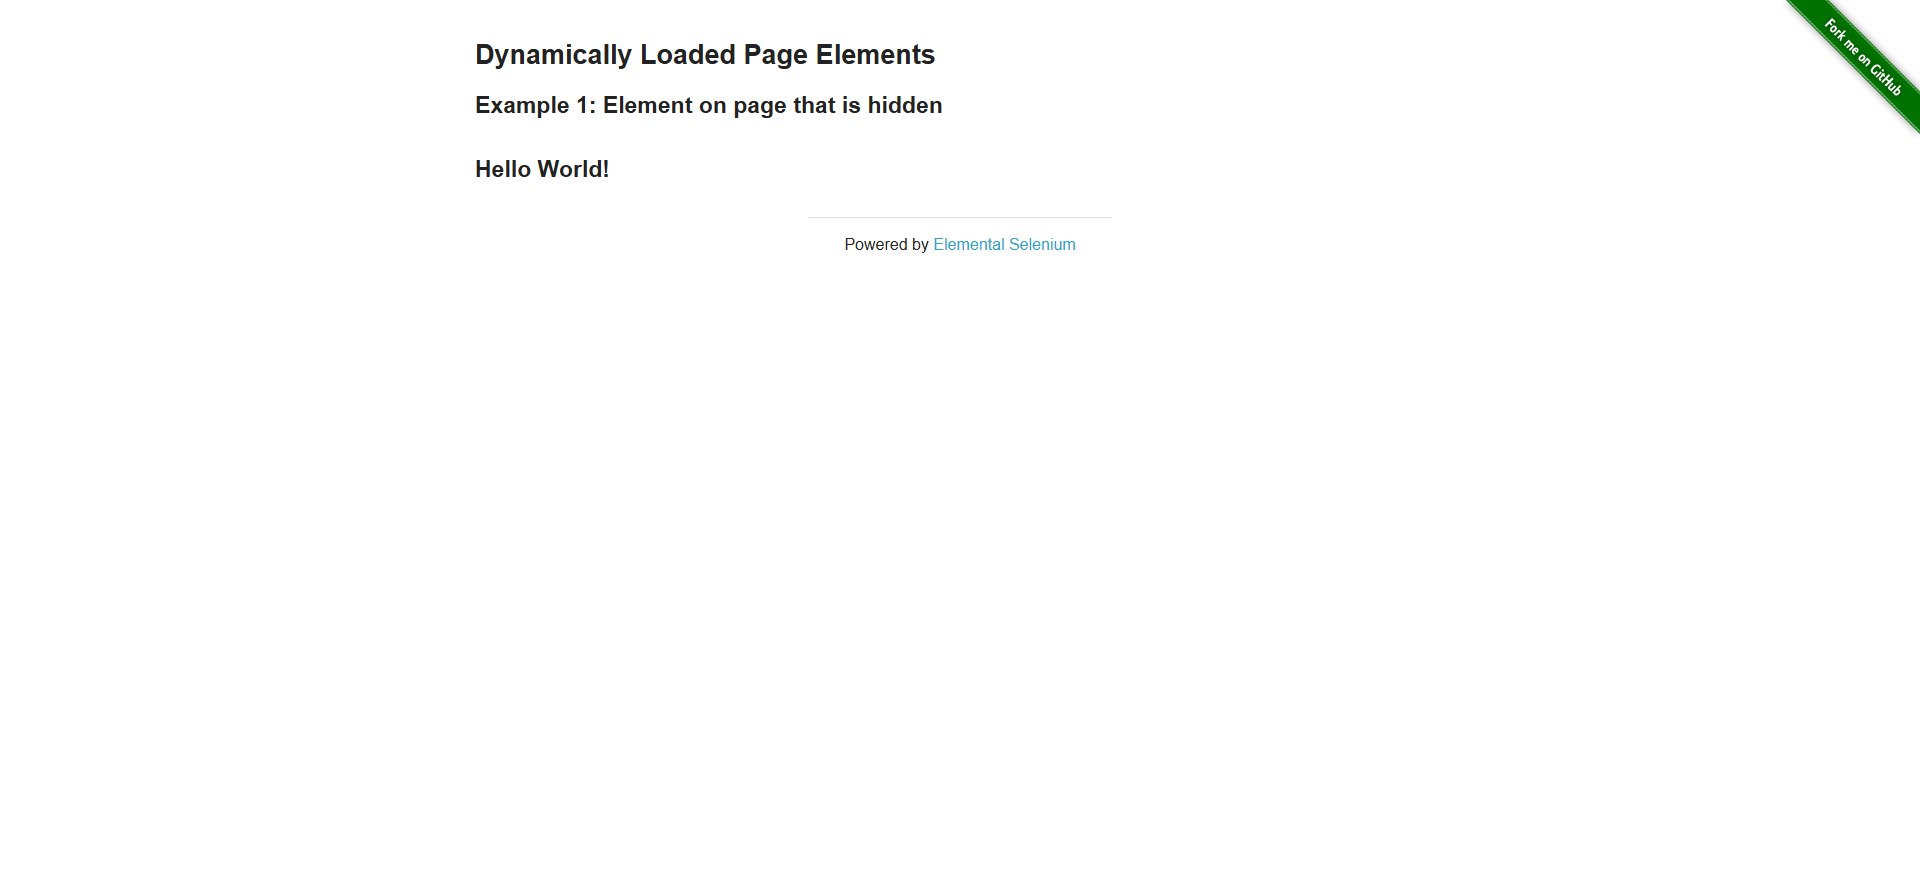 Dynamically Loaded Page Elements
Example 1: Element on page that is hidden
Hello World!
Powered by Elemental Selenium
Fork me on GitHub